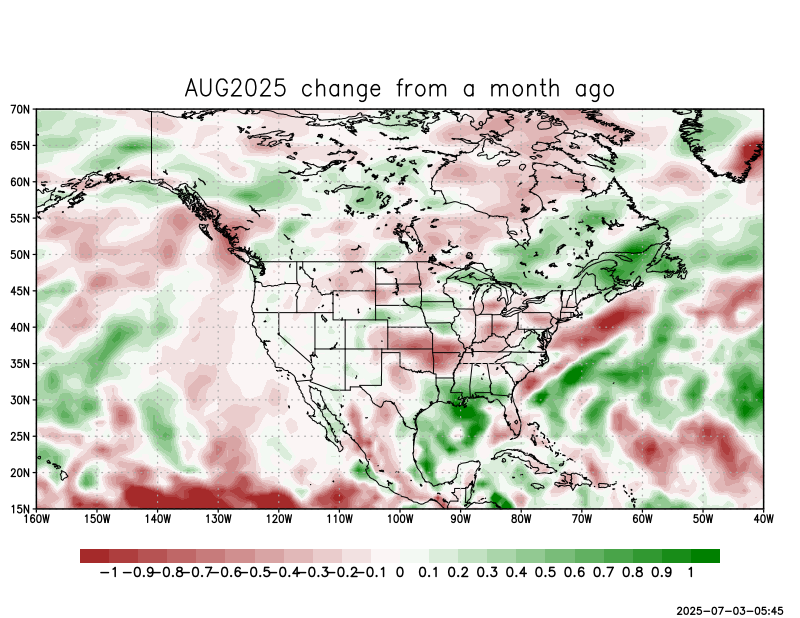 AUG2025 change from a month ago
70N
65N
60N
55N
50N
45N
40N
35N
30N
25N
20N
15N
160W 150W 140W 130W 120W 110W 100W 90W 80W 70W 60W 50W 40W
−1 −0.9 −0.8 −0.7 −0.6 −0.5 −0.4 −0.3 −0.2 −0.1 0 0.1 0.2 0.3 0.4 0.5 0.6 0.7 0.8 0.9 1
2025-07-03-05:45